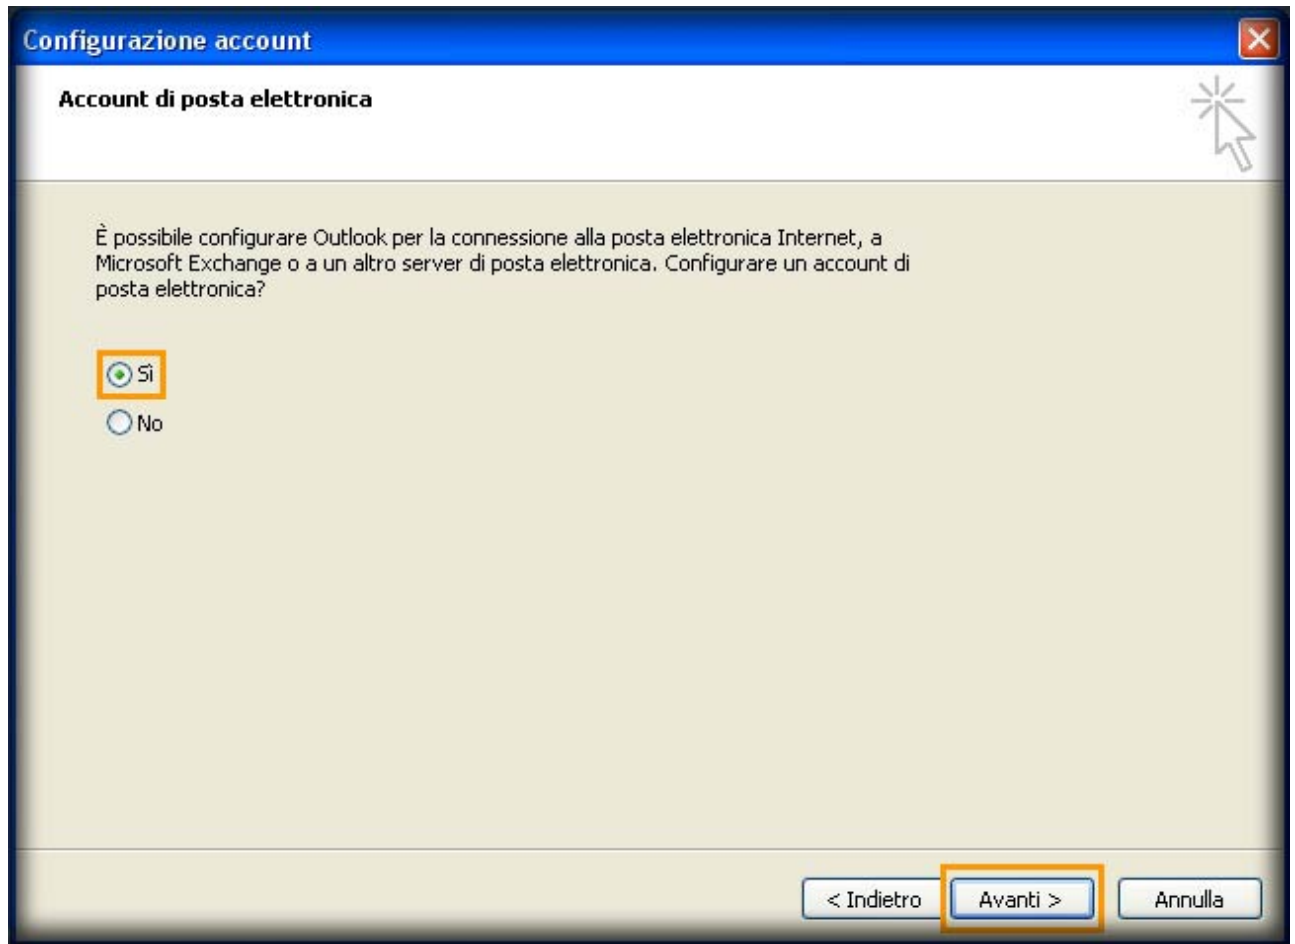 Configurazione account
Account di posta elettronica
È possibile configurare Outlook per la connessione alla posta elettronica Internet, a
Microsoft Exchange o a un altro server di posta elettronica. Configurare un account di
posta elettronica?
Sì
No
< Indietro
Avanti >
Annulla